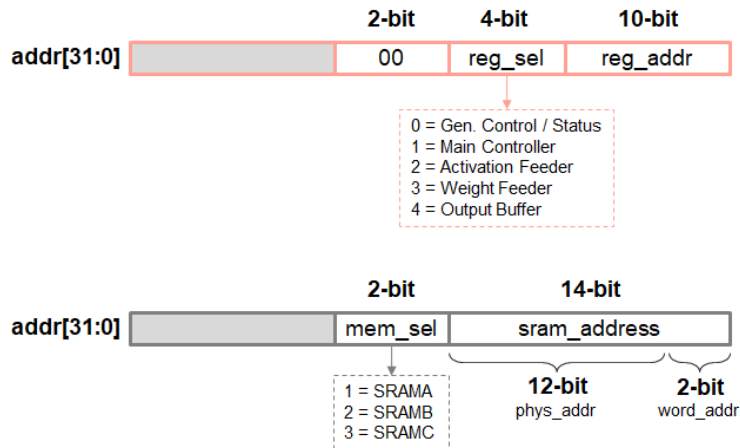 2-bit 4-bit 10-bit
addr[31:0] 00 reg_sel reg_addr
0 = Gen. Control / Status
1 = Main Controller
2 = Activation Feeder
3 = Weight Feeder
4 = Output Buffer
2-bit 14-bit
addr[31:0] mem_sel sram_address
1 = SRAMA
2 = SRAMB
3 = SRAMC
12-bit 2-bit
phys_addr word_addr